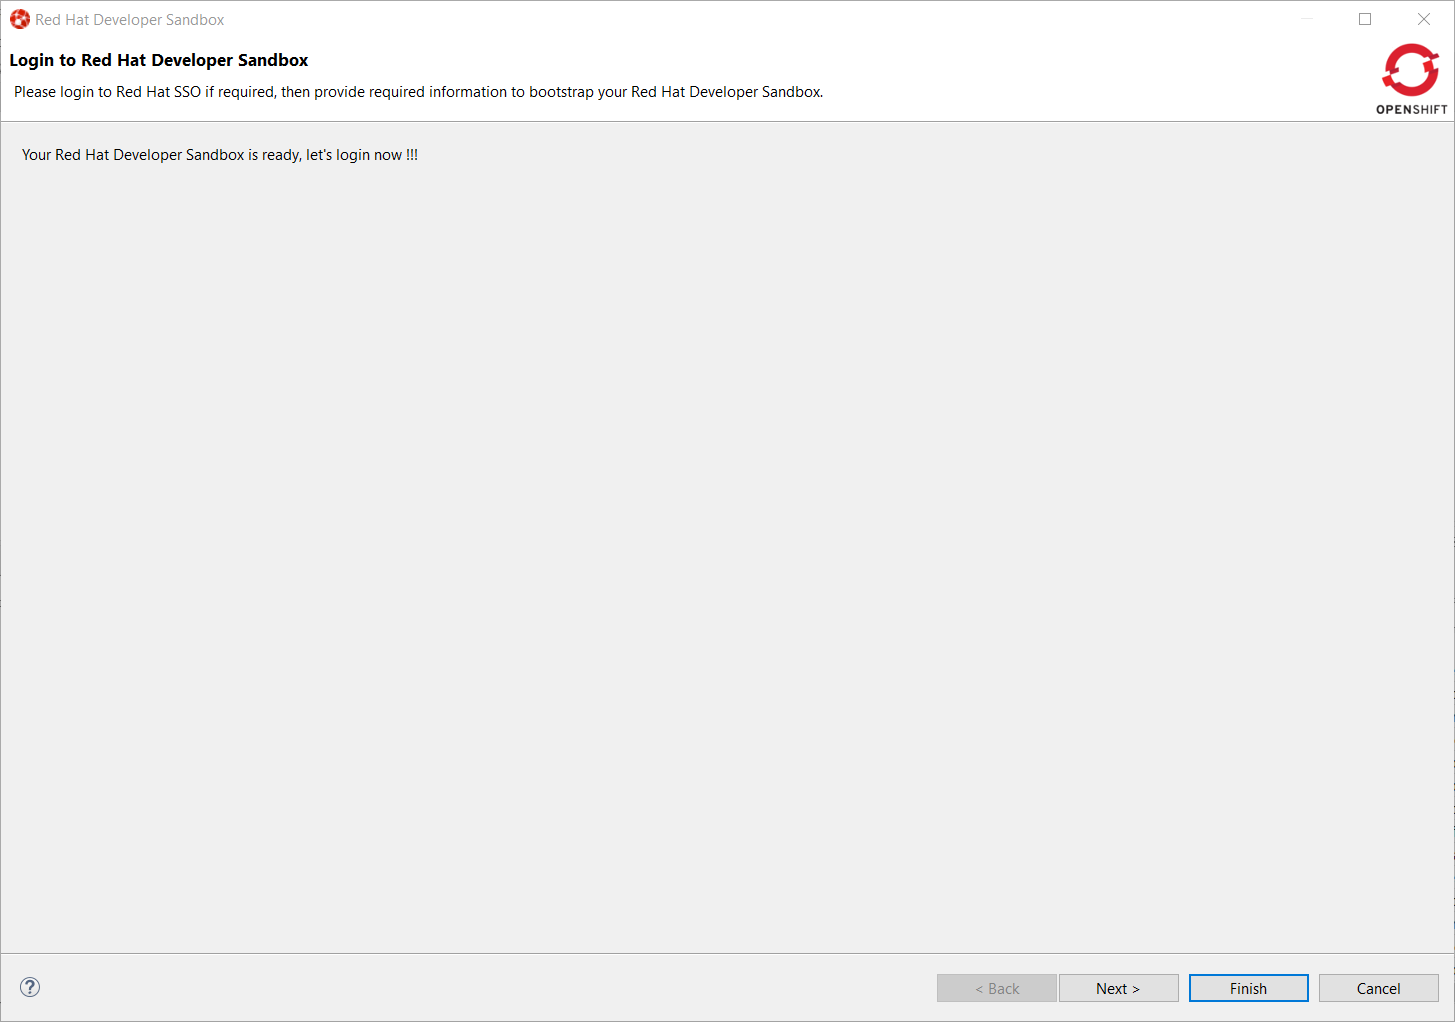 Red Hat Developer Sandbox
Login to Red Hat Developer Sandbox
Please login to Red Hat SSO if required, then provide required information to bootstrap your Red Hat Developer Sandbox.
OPENSHIFT
Your Red Hat Developer Sandbox is ready, let's login now !!!
?
< Back
Next >
Finish
Cancel